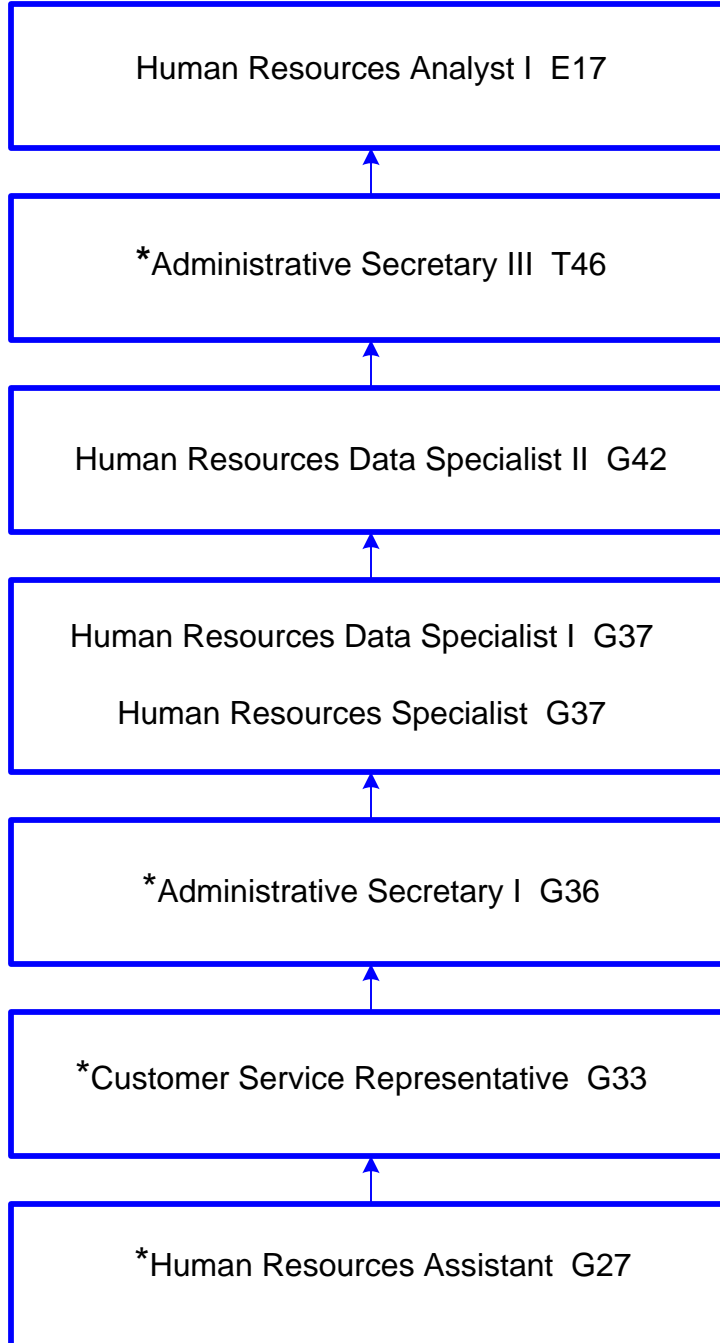 Human Resources Analyst I E17
*Administrative Secretary III T46
Human Resources Data Specialist II G42
Human Resources Data Specialist I G37
Human Resources Specialist G37
*Administrative Secretary I G36
*Customer Service Representative G33
*Human Resources Assistant G27